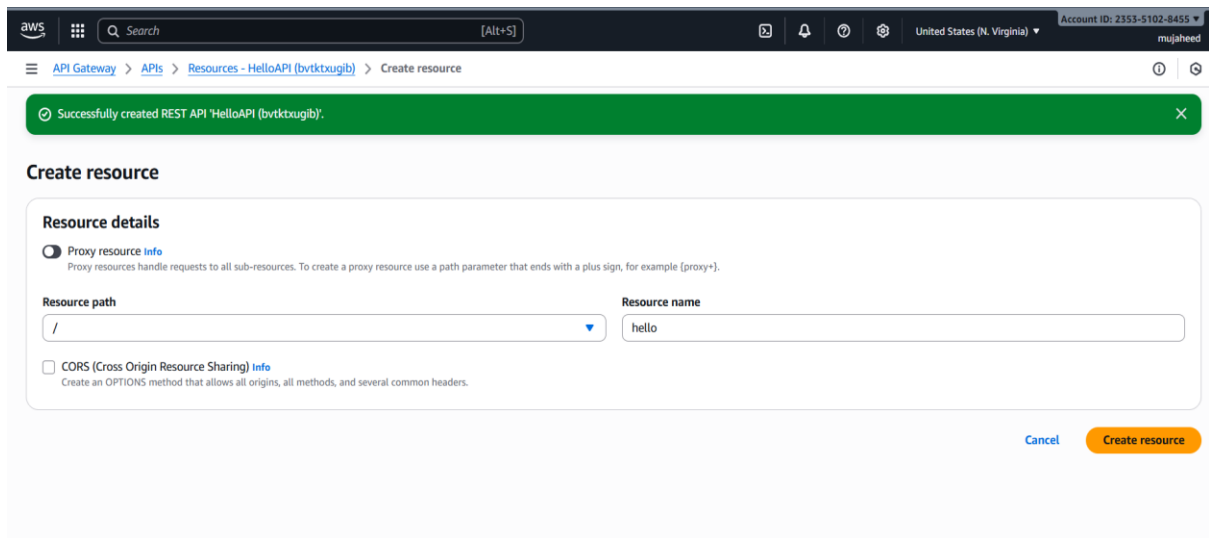 aws
Search
[Alt+S]
United States (N. Virginia)
Account ID: 2353-5102-8455
mujaheed
API Gateway > APIs > Resources - HelloAPI (bvtktxugib) > Create resource
Successfully created REST API 'HelloAPI (bvtktxugib)'.
Create resource
Resource details
Proxy resource Info
Proxy resources handle requests to all sub-resources. To create a proxy resource use a path parameter that ends with a plus sign, for example {proxy+}.
Resource path
Resource name
/
hello
CORS (Cross Origin Resource Sharing) Info
Create an OPTIONS method that allows all origins, all methods, and several common headers.
Cancel
Create resource